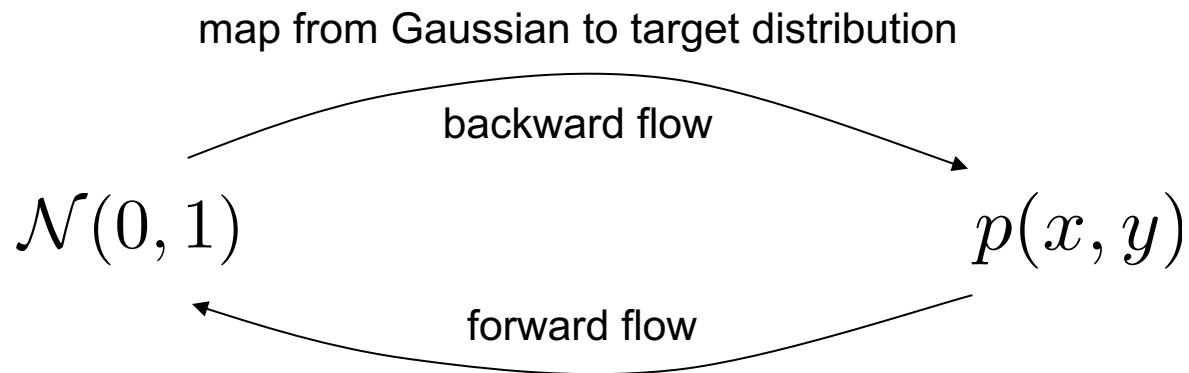 map from Gaussian to target distribution
backward flow
𝒩(0, 1)
p(x, y)
forward flow